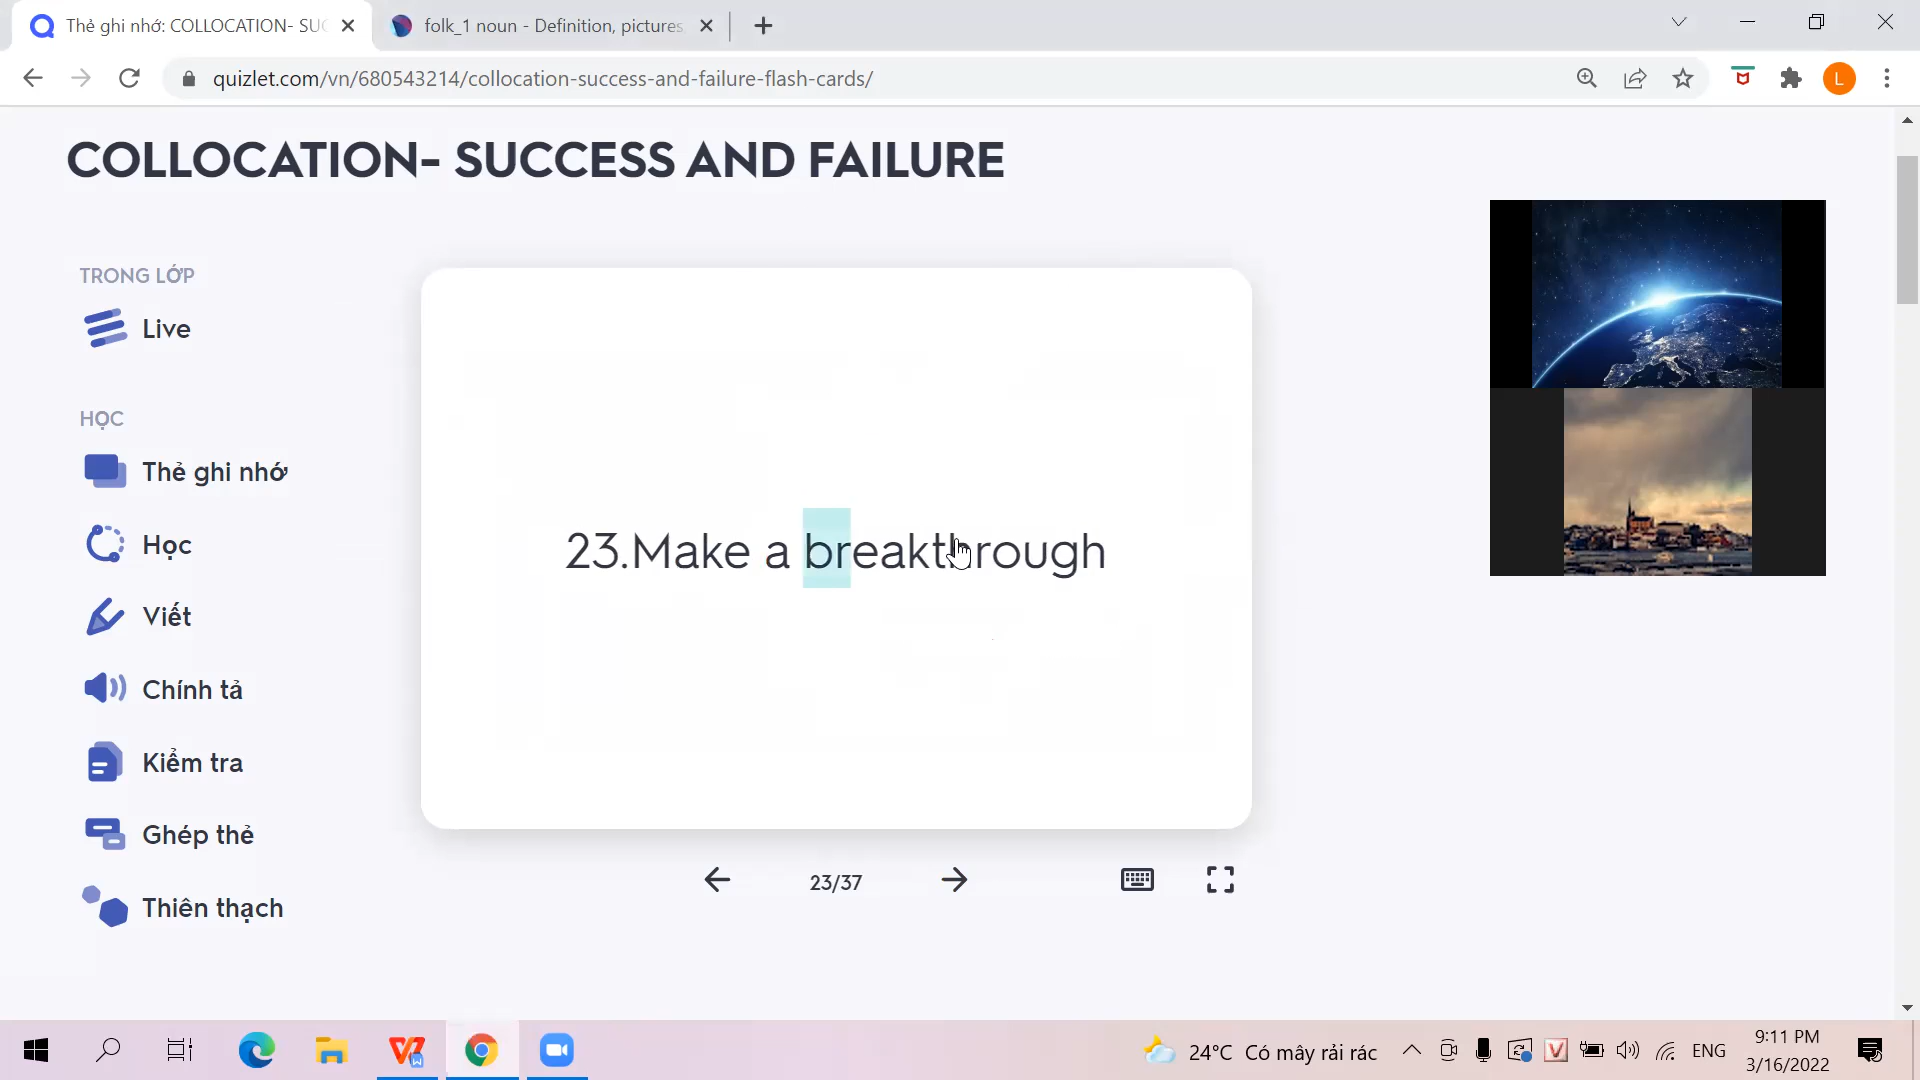 Thẻ ghi nhớ: COLLOCATION- SUC
folk_1 noun - Definition, pictures
quizlet.com/vn/680543214/collocation-success-and-failure-flash-cards/
L
COLLOCATION- SUCCESS AND FAILURE
TRONG LỚP
Live
HỌC
Thẻ ghi nhớ
Học
Viết
Chính tả
Kiểm tra
Ghép thẻ
Thiên thạch
23.Make a breakthrough
23/37
24°C Có mây rải rác
ENG
9:11 PM
3/16/2022